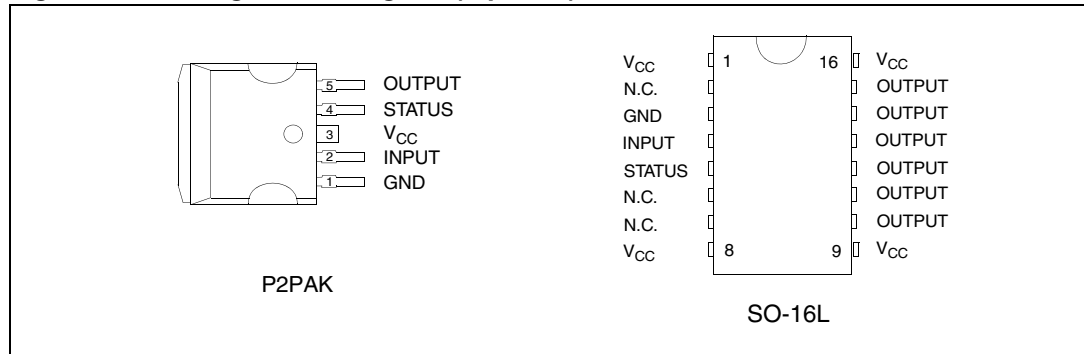 5 OUTPUT
4 STATUS
3 VCC
2 INPUT
1 GND
P2PAK
VCC 1 16 VCC
N.C. OUTPUT
GND OUTPUT
INPUT OUTPUT
STATUS OUTPUT
N.C. OUTPUT
N.C. OUTPUT
VCC 8 9 VCC
SO-16L